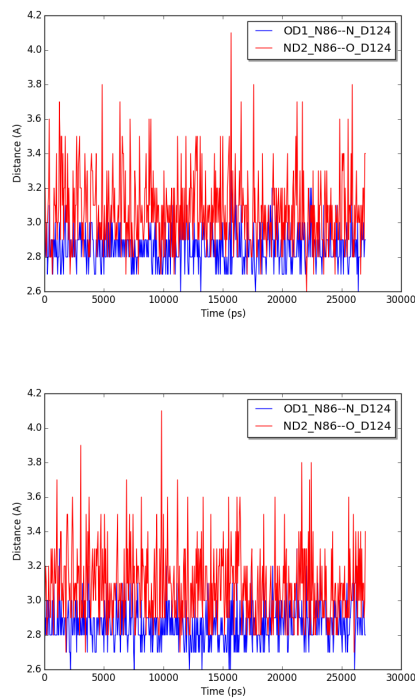 4.2
4.0
3.8
3.6
3.4
3.2
3.0
2.8
2.6
Distance (A)
OD1_N86--N_D124
ND2_N86--O_D124
0 5000 10000 15000 20000 25000 30000
Time (ps)
4.2
4.0
3.8
3.6
3.4
3.2
3.0
2.8
2.6
Distance (A)
OD1_N86--N_D124
ND2_N86--O_D124
0 5000 10000 15000 20000 25000 30000
Time (ps)